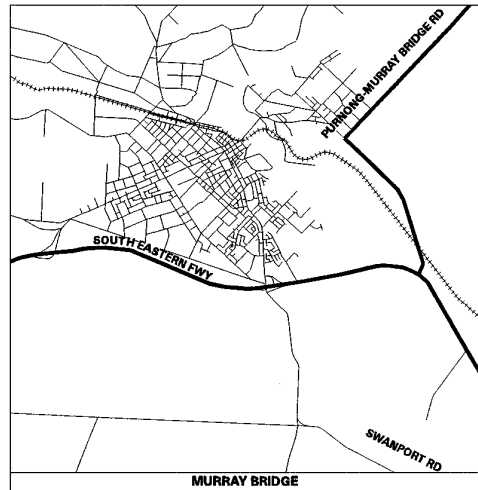 PURNONG-MURRAY BRIDGE RD
SOUTH EASTERN FWY
SWANPORT RD
MURRAY BRIDGE